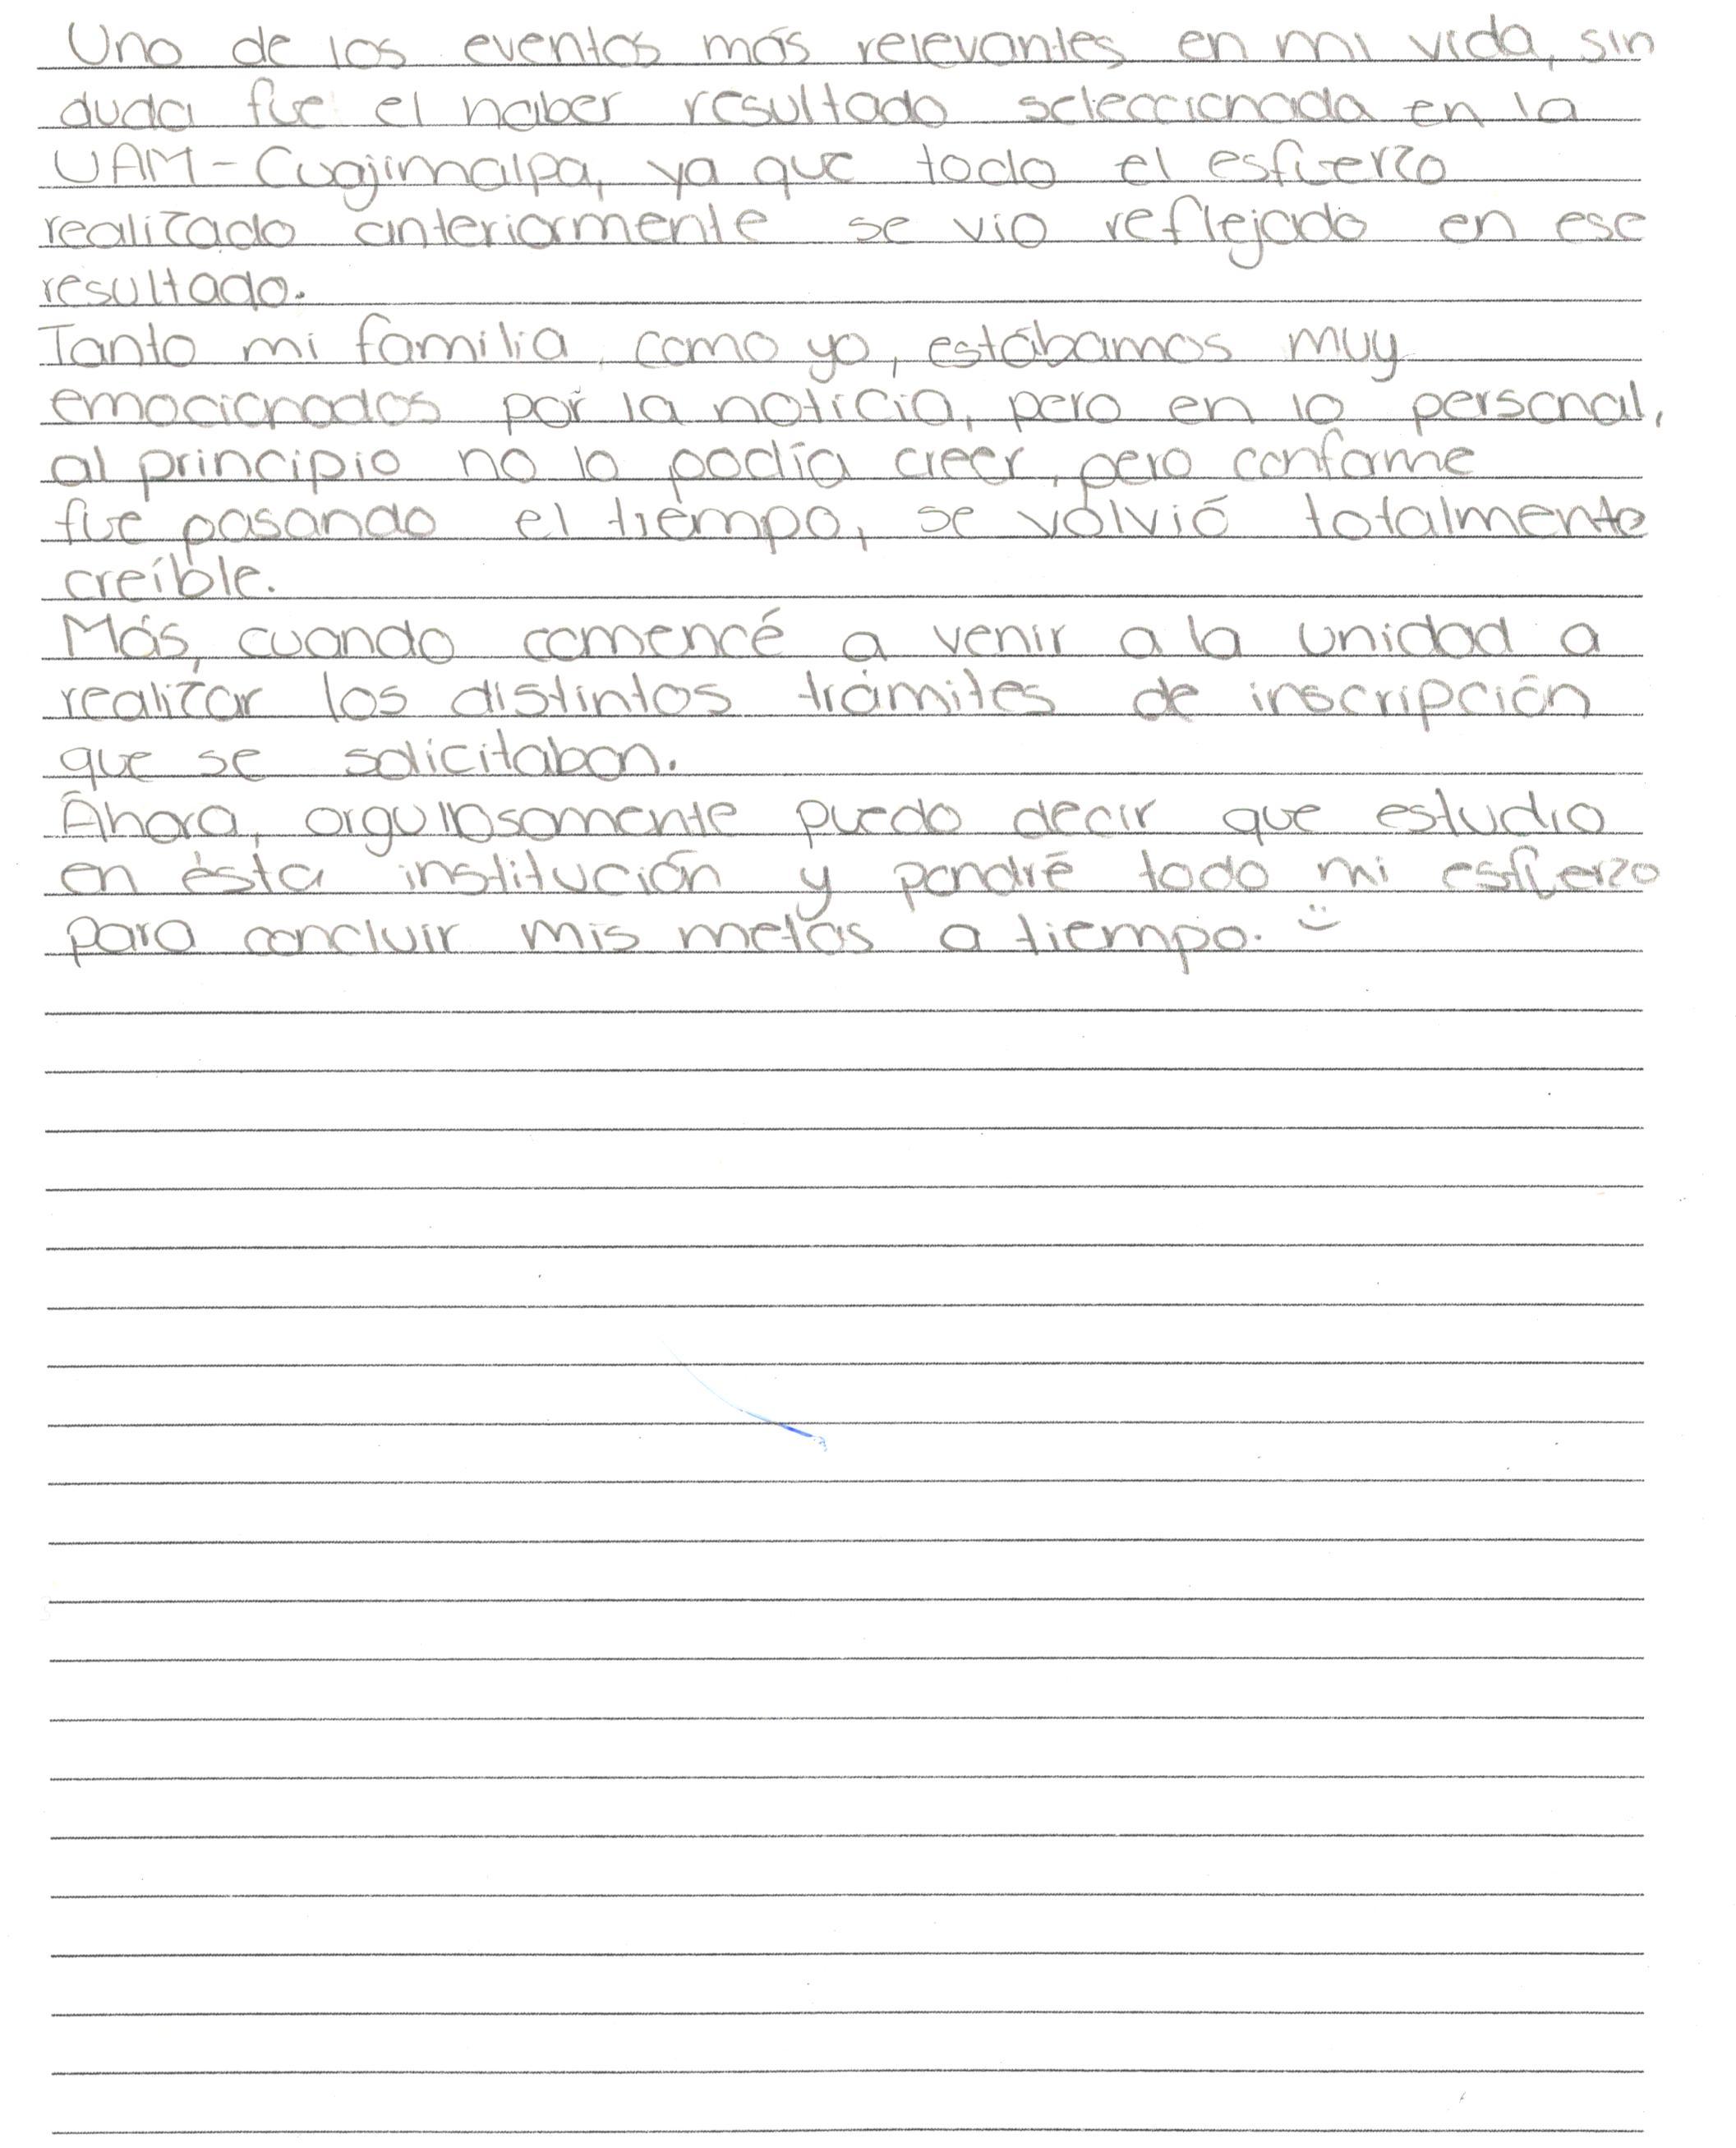 Uno de los eventos más relevantes en mi vida, sin
duda fue el haber resultado seleccionada en la
UAM-Cuajimalpa, ya que todo el esfuerzo
realizado anteriormente se vio reflejado en ese
resultado.
Tanto mi familia, como yo, estábamos muy
emocionados por la noticia, pero en lo personal,
al principio no lo podía creer, pero conforme
fue pasando el tiempo, se volvió totalmente
creíble.
Más, cuando comencé a venir a la unidad a
realizar los distintos trámites de inscripción
que se solicitaban.
Ahora, orgullosamente puedo decir que estudio
en ésta institución y pondré todo mi esfuerzo
para concluir mis metas a tiempo. :)